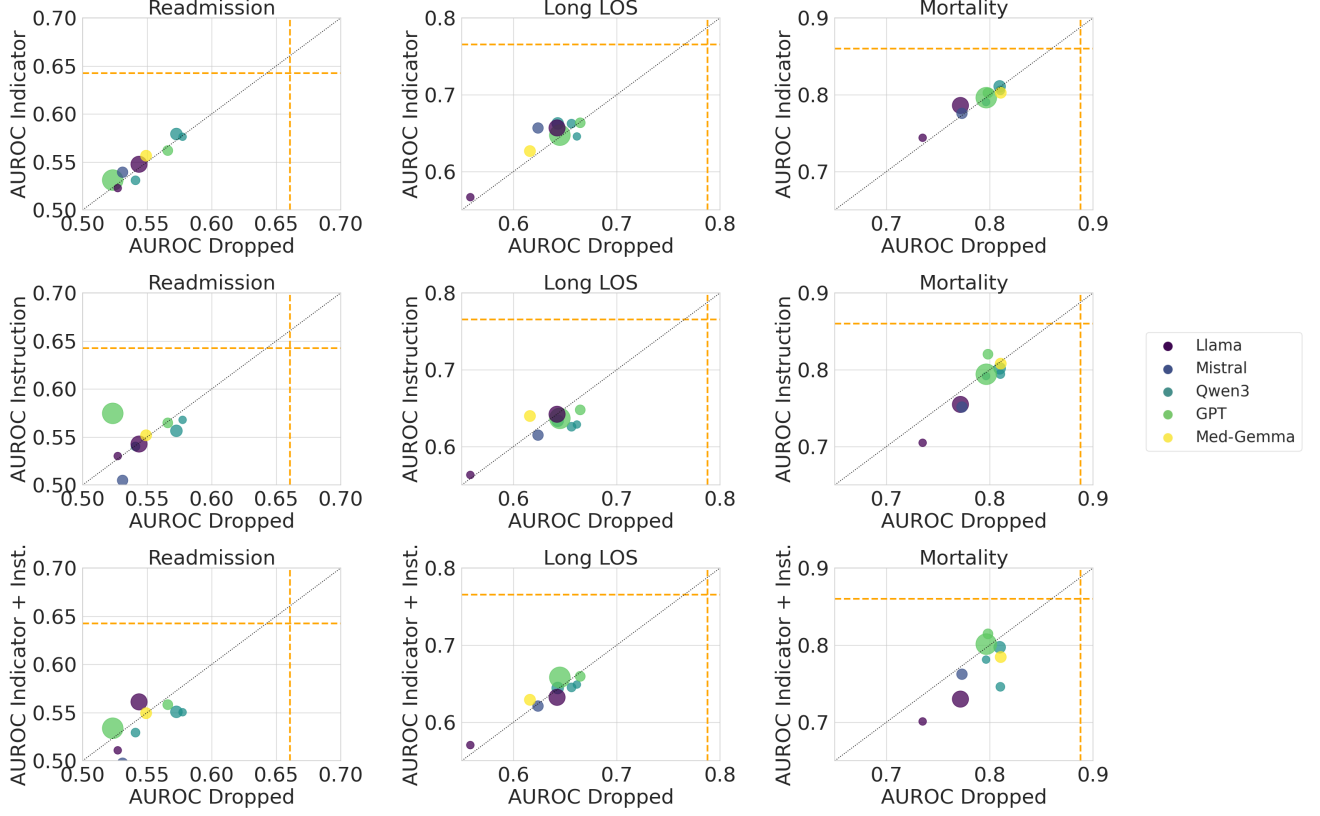 Readmission
Long LOS
Mortality
AUROC Indicator
0.70
0.65
0.60
0.55
0.50
0.50 0.55 0.60 0.65 0.70
AUROC Dropped
AUROC Indicator
0.8
0.7
0.6
0.6 0.7 0.8
AUROC Dropped
AUROC Indicator
0.9
0.8
0.7
0.7 0.8 0.9
AUROC Dropped
Readmission
Long LOS
Mortality
AUROC Instruction
0.70
0.65
0.60
0.55
0.50
0.50 0.55 0.60 0.65 0.70
AUROC Dropped
AUROC Instruction
0.8
0.7
0.6
0.6 0.7 0.8
AUROC Dropped
AUROC Instruction
0.9
0.8
0.7
0.7 0.8 0.9
AUROC Dropped
Llama
Mistral
Qwen3
GPT
Med-Gemma
Readmission
Long LOS
Mortality
AUROC Indicator + Inst.
0.70
0.65
0.60
0.55
0.50
0.50 0.55 0.60 0.65 0.70
AUROC Dropped
AUROC Indicator + Inst.
0.8
0.7
0.6
0.6 0.7 0.8
AUROC Dropped
AUROC Indicator + Inst.
0.9
0.8
0.7
0.7 0.8 0.9
AUROC Dropped